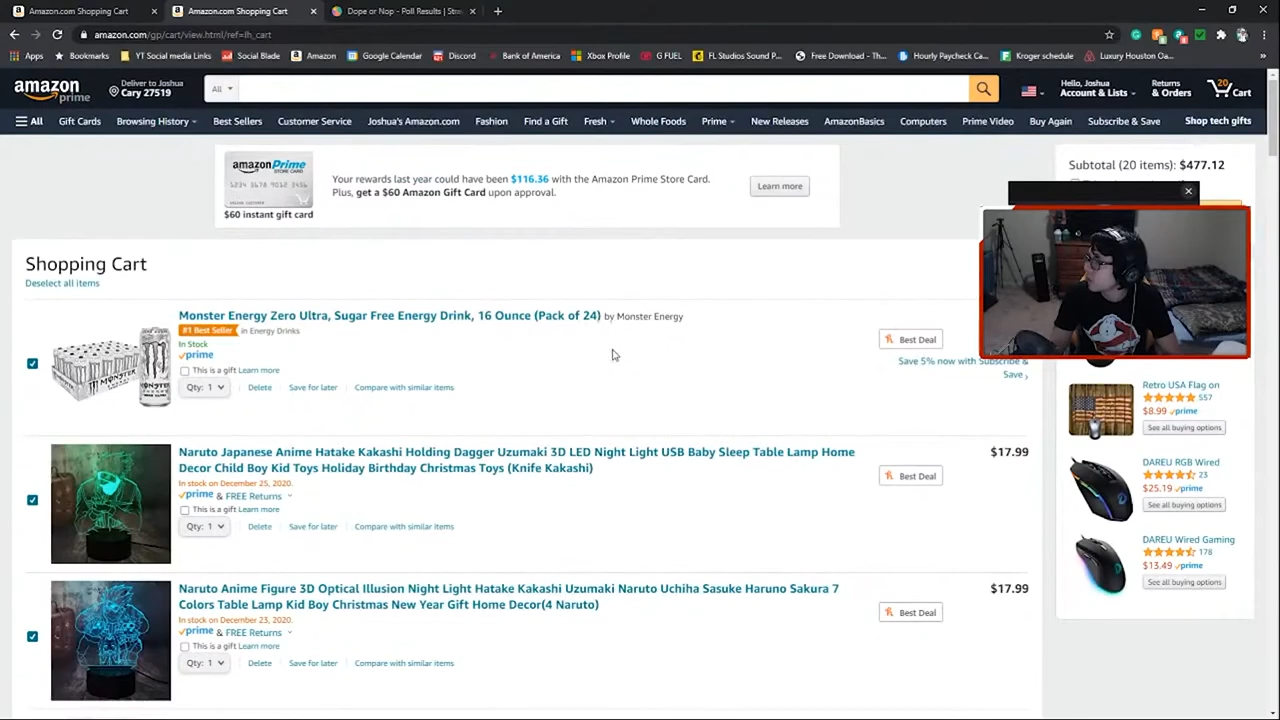 Amazon.com Shopping Cart
Amazon.com Shopping Cart
Dope or Nop - Poll Results | Stre
amazon.com/gp/cart/view.html/ref=lh_cart
Apps
Bookmarks
YT Social Media Links
Social Blade
Amazon
Google Calendar
Discord
Bank of America
Xbox Profile
G FUEL
FL Studios Sound P...
Free Download - Th...
Hourly Paycheck Ca...
Kroger schedule
Luxury Houston Oa...
amazon prime
Deliver to Joshua
Cary 27519
All
Hello, Joshua
Account & Lists
Returns
& Orders
20
Cart
All
Gift Cards
Browsing History
Best Sellers
Customer Service
Joshua's Amazon.com
Fashion
Find a Gift
Fresh
Whole Foods
Prime
New Releases
AmazonBasics
Computers
Prime Video
Buy Again
Subscribe & Save
Shop tech gifts
amazonPrime
STORE CARD
$60 instant gift card
Your rewards last year could have been $116.36 with the Amazon Prime Store Card.
Plus, get a $60 Amazon Gift Card upon approval.
Learn more
Subtotal (20 items): $477.12
Shopping Cart
Deselect all items
Monster Energy Zero Ultra, Sugar Free Energy Drink, 16 Ounce (Pack of 24) by Monster Energy
#1 Best Seller in Energy Drinks
In Stock
prime
This is a gift Learn more
Qty: 1
Delete
Save for later
Compare with similar items
Best Deal
Save 5% now with Subscribe &
Save
Naruto Japanese Anime Hatake Kakashi Holding Dagger Uzumaki 3D LED Night Light USB Baby Sleep Table Lamp Home
Decor Child Boy Kid Toys Holiday Birthday Christmas Toys (Knife Kakashi)
In stock on December 25, 2020.
prime & FREE Returns
This is a gift Learn more
Qty: 1
Delete
Save for later
Compare with similar items
$17.99
Best Deal
Naruto Anime Figure 3D Optical Illusion Night Light Hatake Kakashi Uzumaki Naruto Uchiha Sasuke Haruno Sakura 7
Colors Table Lamp Kid Boy Christmas New Year Gift Home Decor(4 Naruto)
In stock on December 23, 2020.
prime & FREE Returns
This is a gift Learn more
Qty: 1
Delete
Save for later
Compare with similar items
$17.99
Best Deal
Retro USA Flag on
557
$8.99 prime
See all buying options
DAREU RGB Wired
23
$25.19 prime
See all buying options
DAREU Wired Gaming
178
$13.49 prime
See all buying options